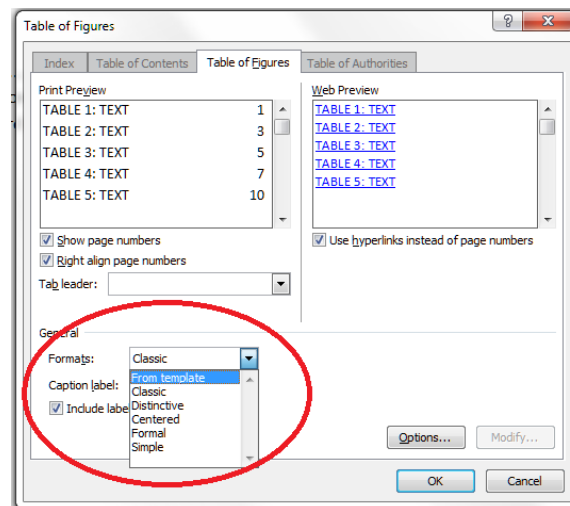 Table of Figures
Index
Table of Contents
Table of Figures
Table of Authorities
Print Preview
TABLE 1: TEXT 1
TABLE 2: TEXT 3
TABLE 3: TEXT 5
TABLE 4: TEXT 7
TABLE 5: TEXT 10
Show page numbers
Right align page numbers
Tab leader:
Web Preview
TABLE 1: TEXT
TABLE 2: TEXT
TABLE 3: TEXT
TABLE 4: TEXT
TABLE 5: TEXT
Use hyperlinks instead of page numbers
General
Formats: Classic
From template
Classic
Distinctive
Centered
Formal
Simple
Caption label:
Include labe
Options... Modify...
OK Cancel